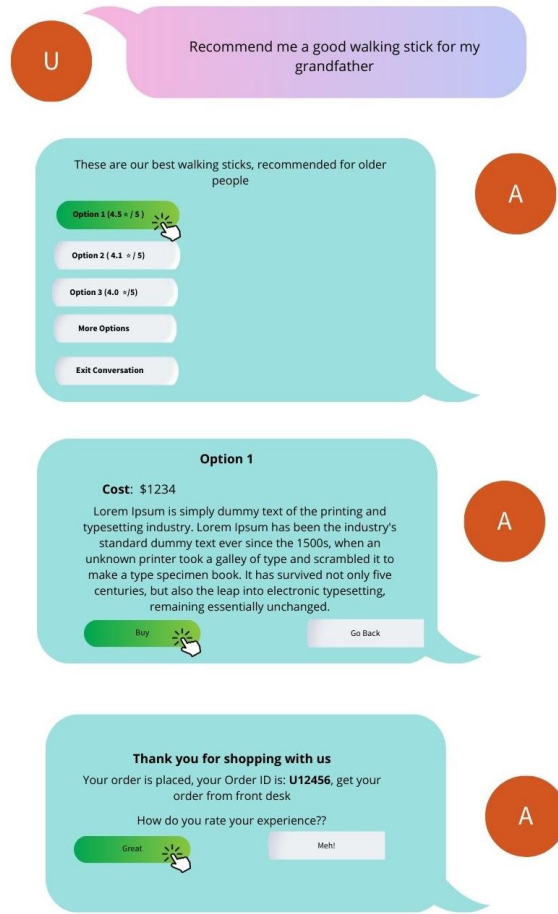 U
Recommend me a good walking stick for my
grandfather
These are our best walking sticks, recommended for older
people
A
Option 1 (4.5 ⭐ / 5 )
Option 2 ( 4.1 ⭐ / 5)
Option 3 (4.0 ⭐/5)
More Options
Exit Conversation
Option 1
Cost: $1234
A
Lorem Ipsum is simply dummy text of the printing and
typesetting industry. Lorem Ipsum has been the industry's
standard dummy text ever since the 1500s, when an
unknown printer took a galley of type and scrambled it to
make a type specimen book. It has survived not only five
centuries, but also the leap into electronic typesetting,
remaining essentially unchanged.
Buy
Go Back
Thank you for shopping with us
Your order is placed, your Order ID is: U12456, get your
order from front desk
A
How do you rate your experience??
Great
Meh!